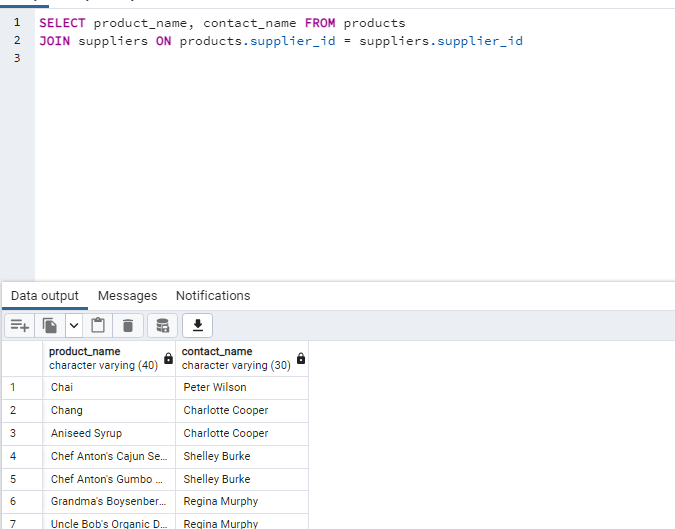 1 SELECT product_name, contact_name FROM products
2 JOIN suppliers ON products.supplier_id = suppliers.supplier_id
3
Data output Messages Notifications
product_name contact_name
character varying (40) character varying (30)
1 Chai Peter Wilson
2 Chang Charlotte Cooper
3 Aniseed Syrup Charlotte Cooper
4 Chef Anton's Cajun Se... Shelley Burke
5 Chef Anton's Gumbo ... Shelley Burke
6 Grandma's Boysenber... Regina Murphy
7 Uncle Bob's Organic D... Regina Murphy